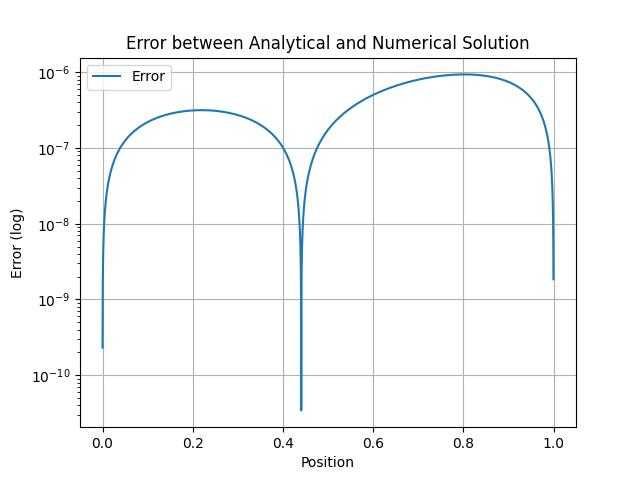 Error between Analytical and Numerical Solution
Error
10⁻⁶
10⁻⁷
10⁻⁸
10⁻⁹
10⁻¹⁰
Error (log)
0.0 0.2 0.4 0.6 0.8 1.0
Position